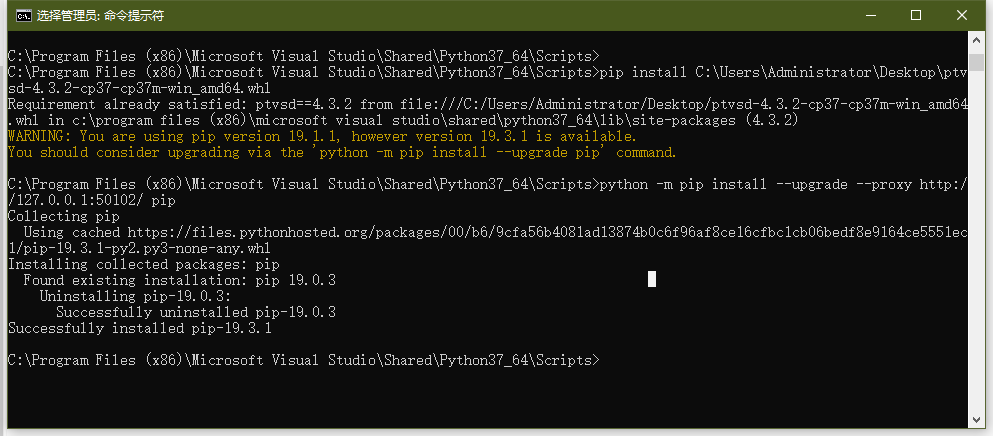 选择管理员: 命令提示符
C:\Program Files (x86)\Microsoft Visual Studio\Shared\Python37_64\Scripts>
C:\Program Files (x86)\Microsoft Visual Studio\Shared\Python37_64\Scripts>pip install C:\Users\Administrator\Desktop\ptv
sd-4.3.2-cp37-cp37m-win_amd64.whl
Requirement already satisfied: ptvsd==4.3.2 from file:///C:/Users/Administrator/Desktop/ptvsd-4.3.2-cp37-cp37m-win_amd64
.whl in c:\program files (x86)\microsoft visual studio\shared\python37_64\lib\site-packages (4.3.2)
WARNING: You are using pip version 19.1.1, however version 19.3.1 is available.
You should consider upgrading via the 'python -m pip install --upgrade pip' command.
C:\Program Files (x86)\Microsoft Visual Studio\Shared\Python37_64\Scripts>python -m pip install --upgrade --proxy http:/
/127.0.0.1:50102/ pip
Collecting pip
Using cached https://files.pythonhosted.org/packages/00/b6/9cfa56b4081ad13874b0c6f96af8ce16cfbc1cb06bedf8e9164ce5551ec
1/pip-19.3.1-py2.py3-none-any.whl
Installing collected packages: pip
Found existing installation: pip 19.0.3
Uninstalling pip-19.0.3:
Successfully uninstalled pip-19.0.3
Successfully installed pip-19.3.1
C:\Program Files (x86)\Microsoft Visual Studio\Shared\Python37_64\Scripts>